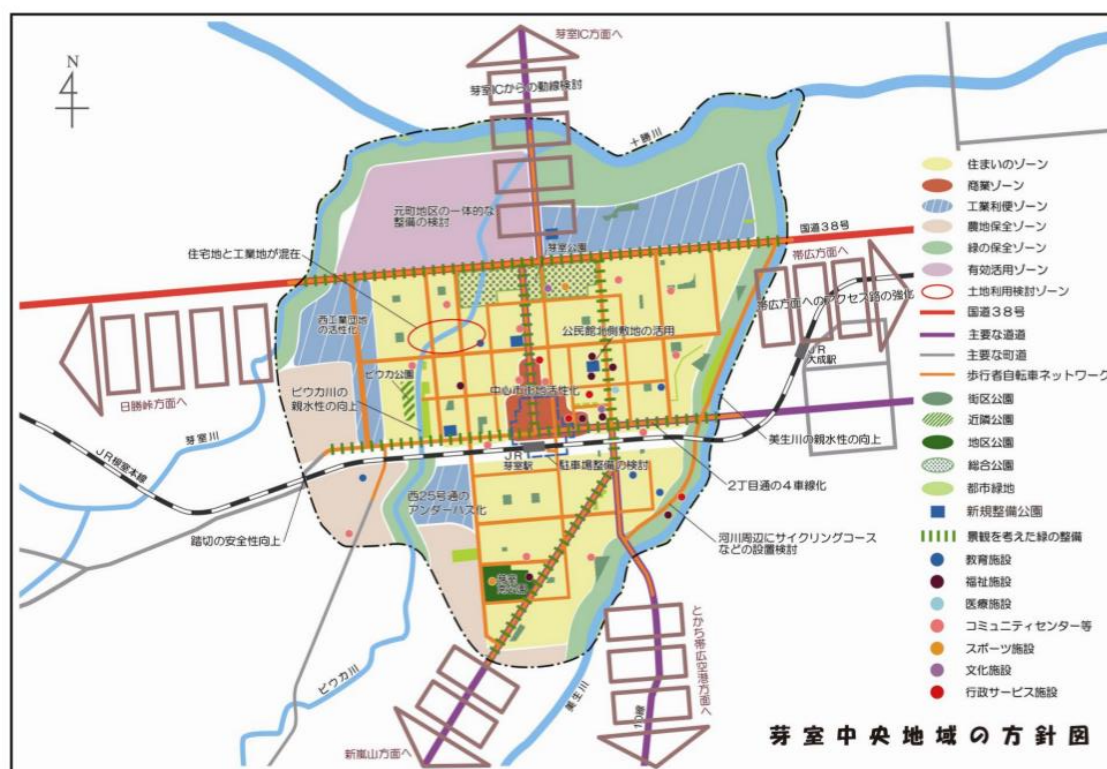 芽室IC方面へ
N
芽室ICからの動線検討
十勝川
元町地区の一体的な
整備の検討
国道38号
住宅地と工業地が混在
芽室公園
帯広方面へ
帯広方面へのアクセス路の強化
西工業団地
の活性化
公民館北側敷地の活用
JR
大成駅
ピウカ公園
中心市街地活性化
日勝峠方面へ
ピウカ川の
親水性の向上
芽室川
美生川の親水性の向上
JR根室本線
JR
芽室駅
駐車場整備の検討
2丁目通の4車線化
西25号通の
アンダーパス化
踏切の安全性向上
河川周辺にサイクリングコース
などの設置検討
芽室
南公園
とかち帯広空港方面へ
ピウカ川
美生川
10線
新嵐山方面へ
住まいのゾーン
商業ゾーン
工業利便ゾーン
農地保全ゾーン
緑の保全ゾーン
有効活用ゾーン
土地利用検討ゾーン
国道38号
主要な道道
主要な町道
歩行者自転車ネットワーク
街区公園
近隣公園
地区公園
総合公園
都市緑地
新規整備公園
景観を考えた緑の整備
教育施設
福祉施設
医療施設
コミュニティセンター等
スポーツ施設
文化施設
行政サービス施設
芽室中央地域の方針図